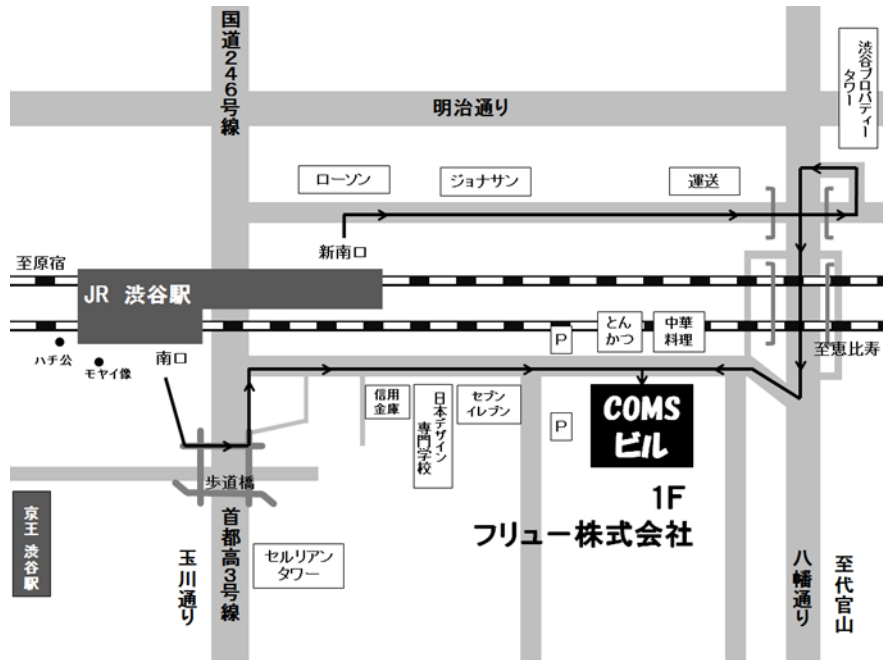 国道246号線
渋谷プロパティー
タワー
明治通り
ローソン
ジョナサン
運送
新南口
至原宿
JR 渋谷駅
とん
かつ
中華
料理
P
至恵比寿
ハチ公
モヤイ像
南口
信用
金庫
日本デザイン
専門学校
セブン
イレブン
P
COMS
ビル
歩道橋
1F
フリュー株式会社
京王 渋谷駅
玉川通り
首都高3号線
セルリアン
タワー
八幡通り
至代官山